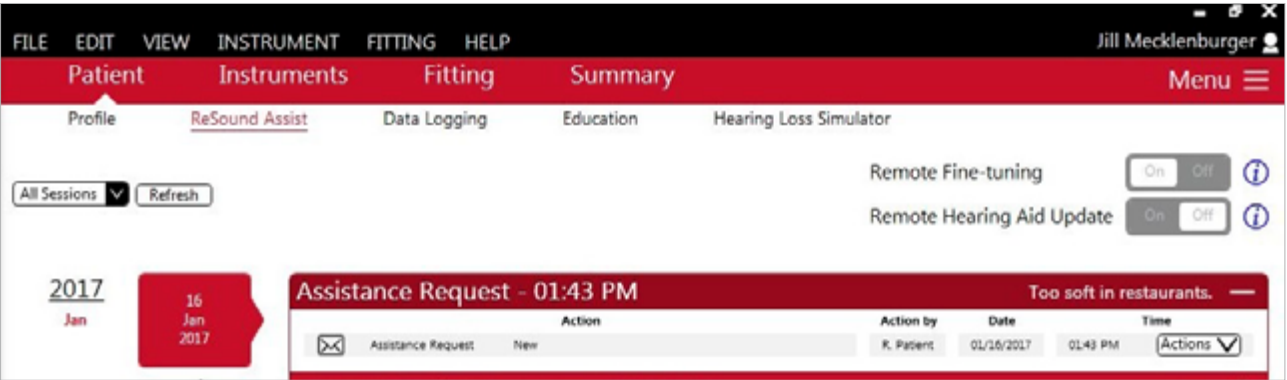 FILE EDIT VIEW INSTRUMENT FITTING HELP Jill Mecklenburger
Patient Instruments Fitting Summary Menu
Profile ReSound Assist Data Logging Education Hearing Loss Simulator
Remote Fine-tuning On Off i
All Sessions Refresh
Remote Hearing Aid Update On Off i
2017
Jan
16
Jan
2017
Assistance Request - 01:43 PM Too soft in restaurants.
Action Action by Date Time
Assistance Request New R. Patient 01/16/2017 01:43 PM Actions